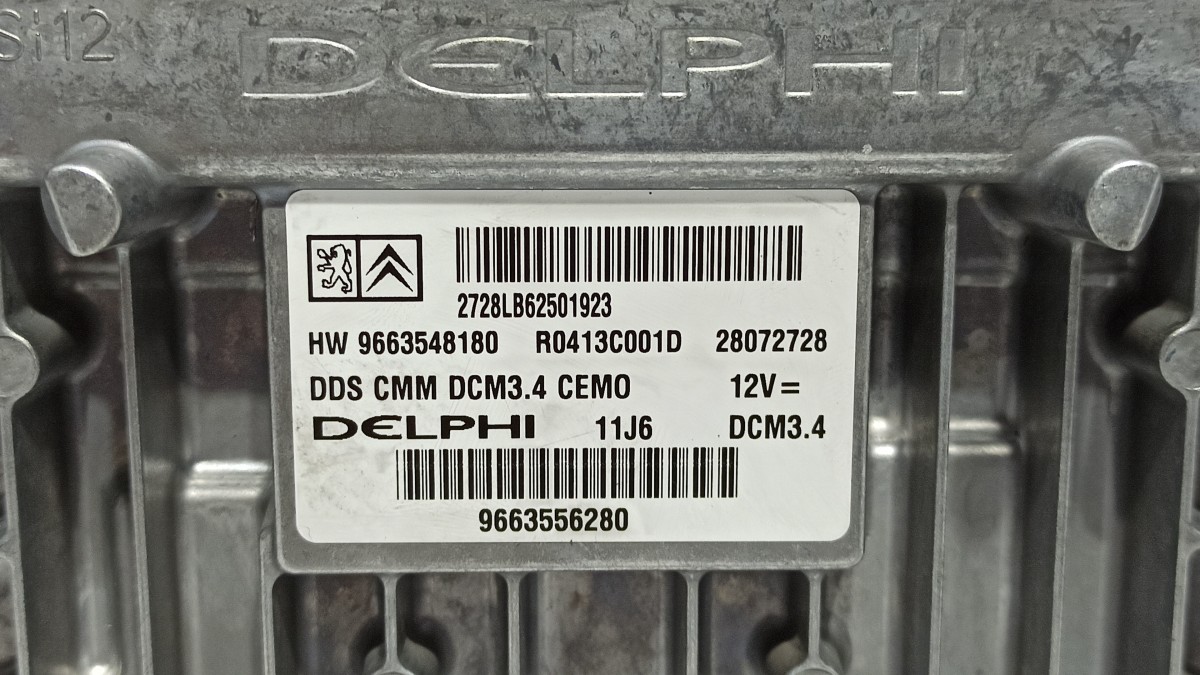 Si12
DELPHI
2728LB62501923
HW 9663548180 R0413C001D 28072728
DDS CMM DCM3.4 CEMO 12V=
DELPHI 11J6 DCM3.4
9663556280